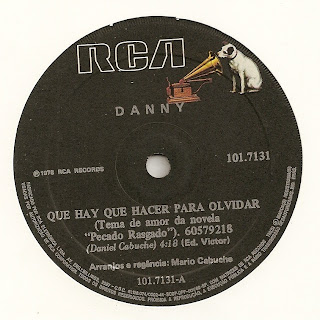 RCA
DANNY
℗ 1978 RCA RECORDS
101.7131
QUE HAY QUE HACER PARA OLVIDAR
(Tema de amor da novela
"Pecado Rasgado"). 60579218
(Daniel Cabuche) 4:18 (Ed. Victor)
Arranjos e regência: Mario Cabuche
101.7131-A